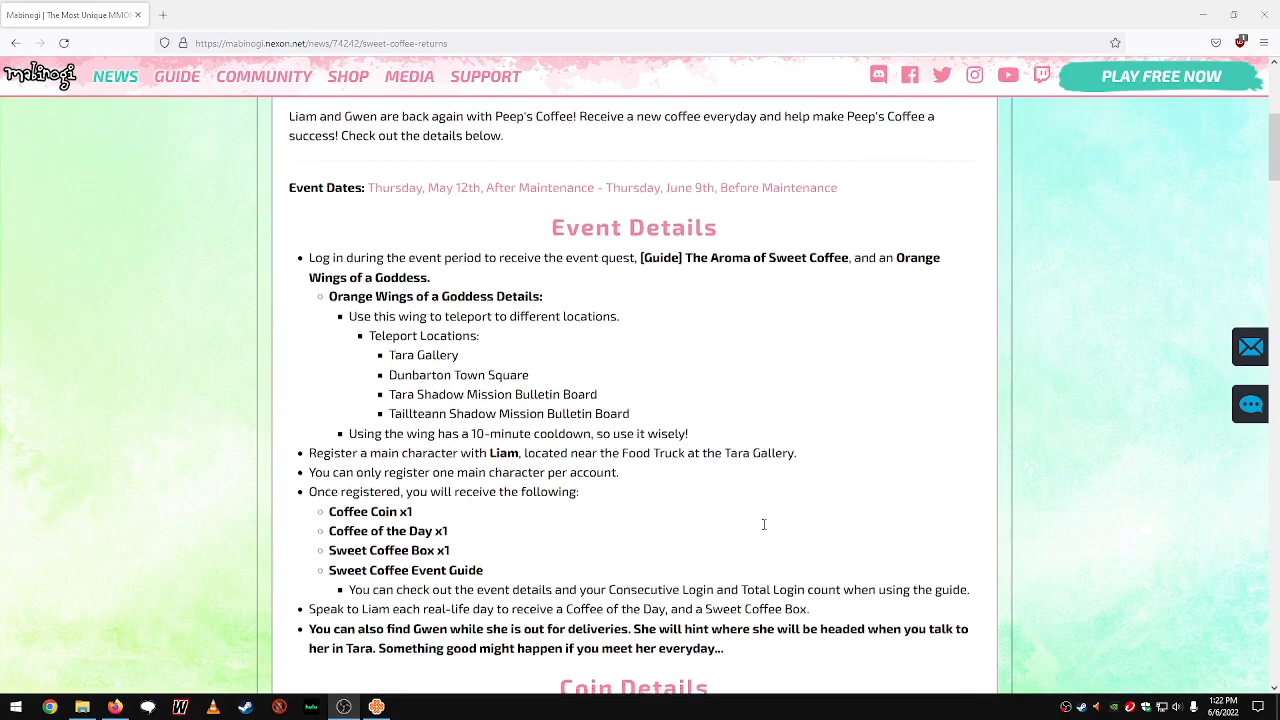 Mabinogi | The Most Unique MMO
https://mabinogi.nexon.net/news/74242/sweet-coffee-returns
mabinogi NEWS GUIDE COMMUNITY SHOP MEDIA SUPPORT PLAY FREE NOW
Liam and Gwen are back again with Peep's Coffee! Receive a new coffee everyday and help make Peep's Coffee a
success! Check out the details below.
Event Dates: Thursday, May 12th, After Maintenance - Thursday, June 9th, Before Maintenance
Event Details
Log in during the event period to receive the event quest, [Guide] The Aroma of Sweet Coffee, and an Orange
Wings of a Goddess.
Orange Wings of a Goddess Details:
Use this wing to teleport to different locations.
Teleport Locations:
Tara Gallery
Dunbarton Town Square
Tara Shadow Mission Bulletin Board
Taillteann Shadow Mission Bulletin Board
Using the wing has a 10-minute cooldown, so use it wisely!
Register a main character with Liam, located near the Food Truck at the Tara Gallery.
You can only register one main character per account.
Once registered, you will receive the following:
Coffee Coin x1
Coffee of the Day x1
Sweet Coffee Box x1
Sweet Coffee Event Guide
You can check out the event details and your Consecutive Login and Total Login count when using the guide.
Speak to Liam each real-life day to receive a Coffee of the Day, and a Sweet Coffee Box.
You can also find Gwen while she is out for deliveries. She will hint where she will be headed when you talk to
her in Tara. Something good might happen if you meet her everyday...
Coin Details
hulu
1:22 PM
6/6/2022